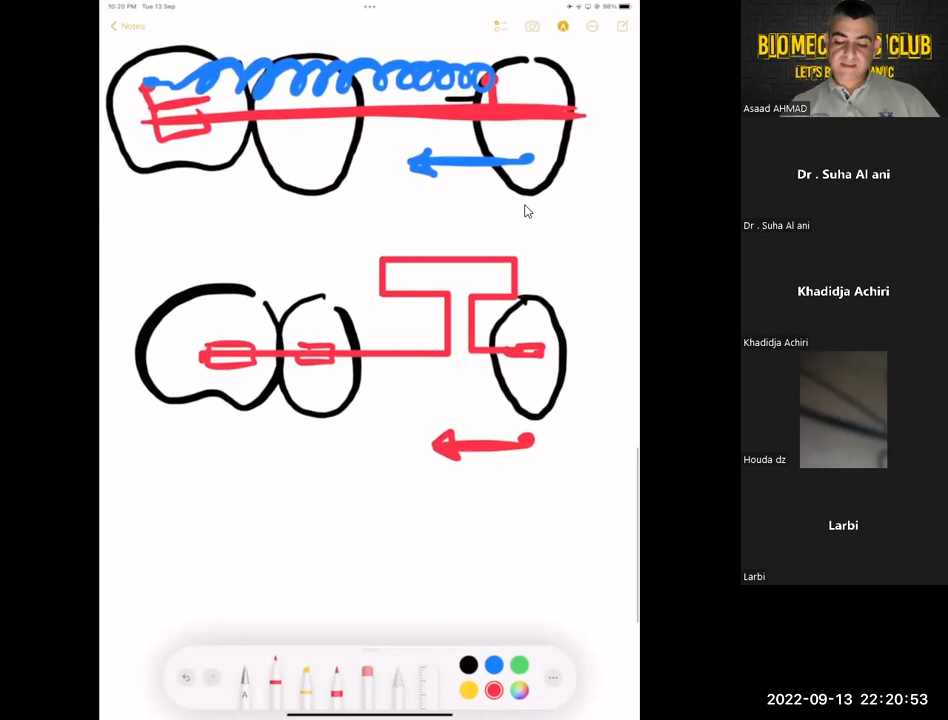 10:20 PM Tue 13 Sep
98%
Notes
A
Asaad AHMAD
Dr . Suha Al ani
Dr . Suha Al ani
Khadidja Achiri
Khadidja Achiri
Houda dz
Larbi
Larbi
2022-09-13 22:20:53